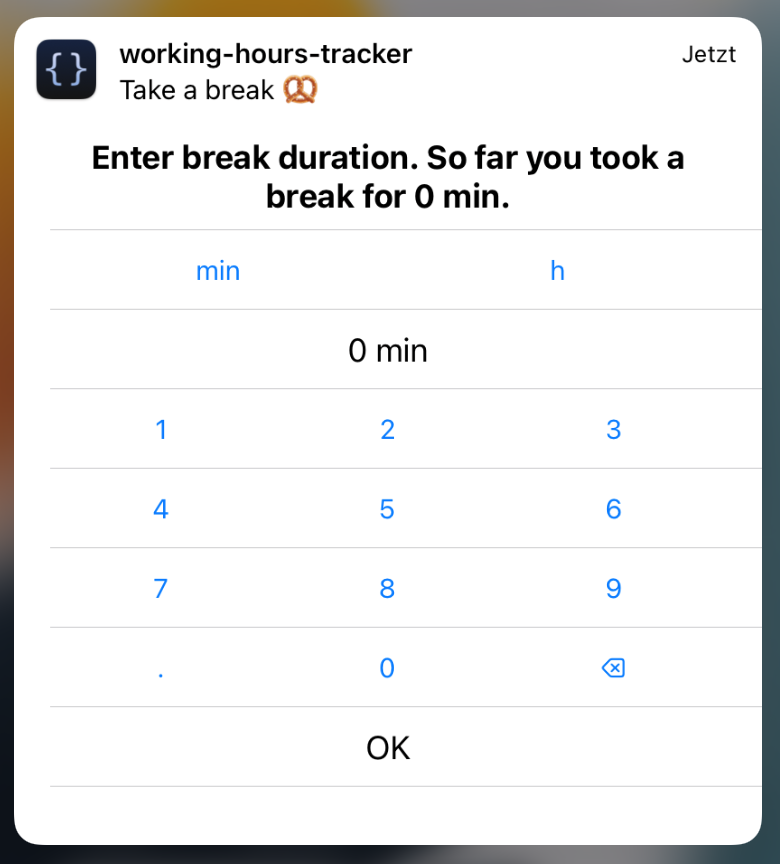 { }
working-hours-tracker
Jetzt
Take a break 🥨
Enter break duration. So far you took a
break for 0 min.
min h
0 min
1 2 3
4 5 6
7 8 9
. 0
OK